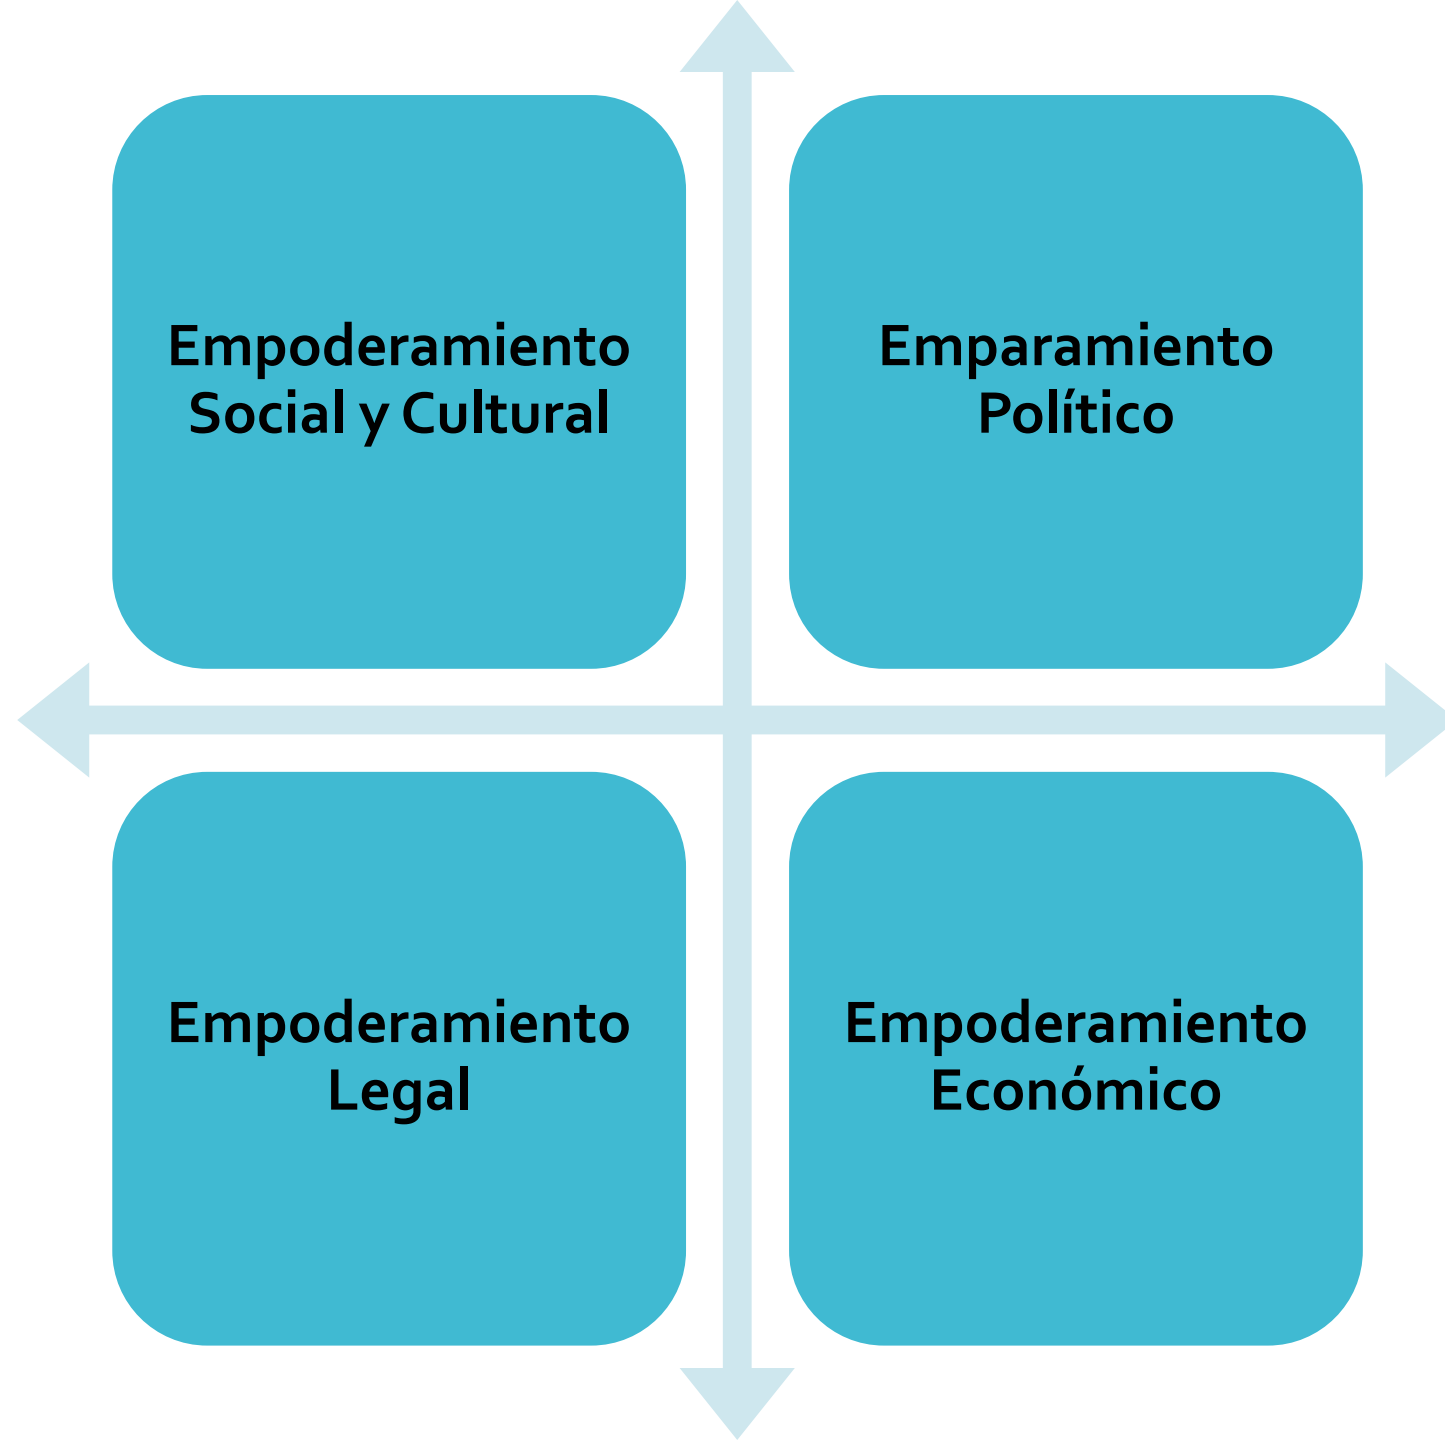 Empoderamiento
Social y Cultural
Emparamiento
Político
Empoderamiento
Legal
Empoderamiento
Económico